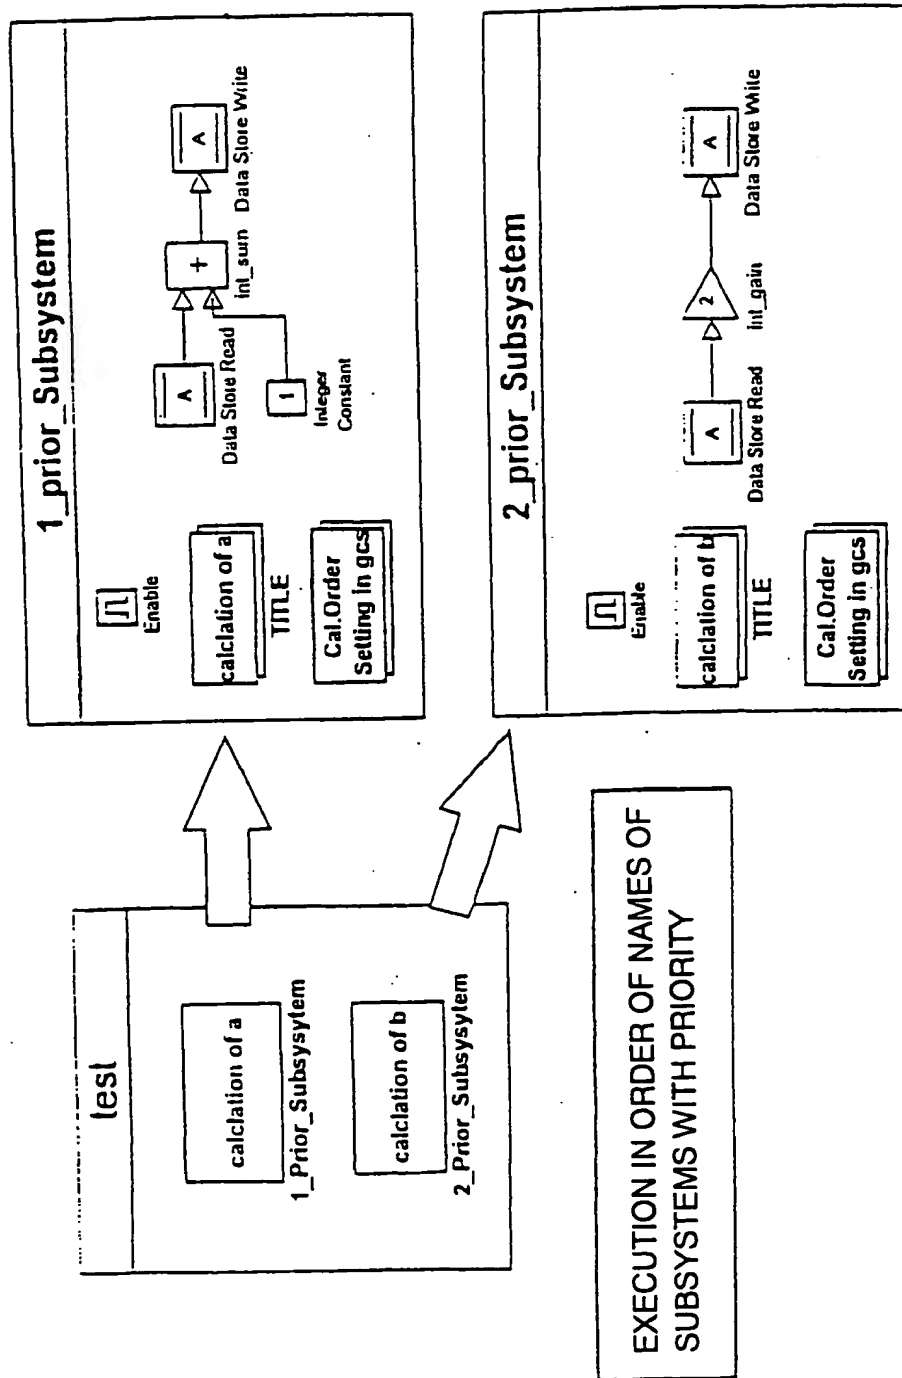 test
calclation of a
1_Prior_Subsysytem
calclation of b
2_Prior_Subsysytem
EXECUTION IN ORDER OF NAMES OF
SUBSYSTEMS WITH PRIORITY
1_prior_Subsystem
Enable
calclation of a
TITLE
Cal.Order
Setting in gcs
A
Data Store Read
1
Integer
Constant
+
Int_sum
A
Data Store Write
2_prior_Subsystem
Enable
calclation of b
TITLE
Cal.Order
Setting in gcs
A
Data Store Read
2
Int_gain
A
Data Store Write